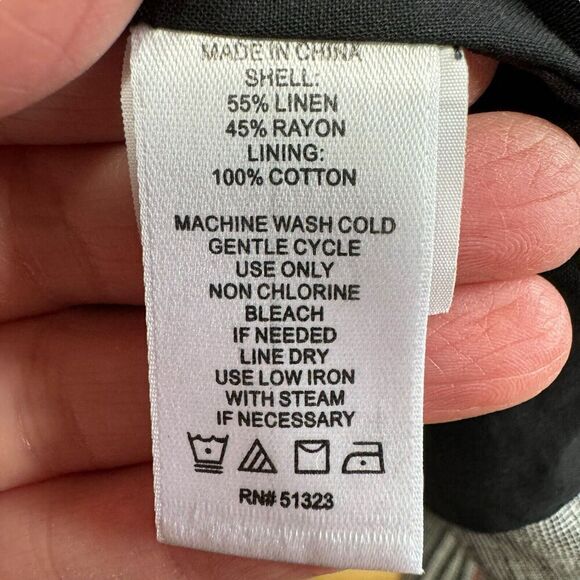 MADE IN CHINA
SHELL:
55% LINEN
45% RAYON
LINING:
100% COTTON
MACHINE WASH COLD
GENTLE CYCLE
USE ONLY
NON CHLORINE
BLEACH
IF NEEDED
LINE DRY
USE LOW IRON
WITH STEAM
IF NECESSARY
RN# 51323